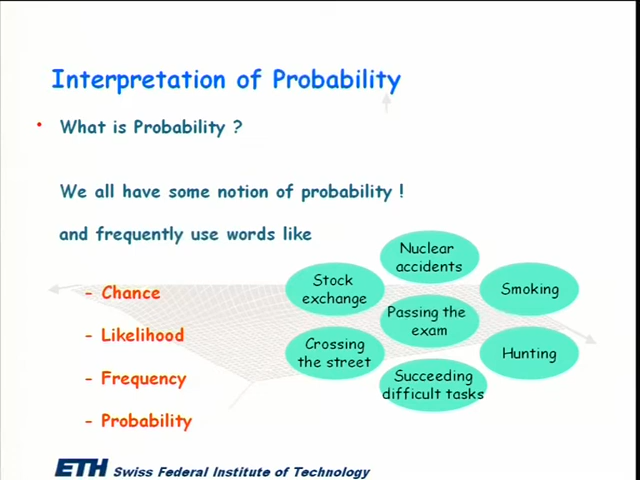 Interpretation of Probability
• What is Probability ?
We all have some notion of probability !
and frequently use words like
- Chance
- Likelihood
- Frequency
- Probability
Nuclear
accidents
Stock
exchange
Smoking
Passing the
exam
Crossing
the street
Hunting
Succeeding
difficult tasks
ETH Swiss Federal Institute of Technology